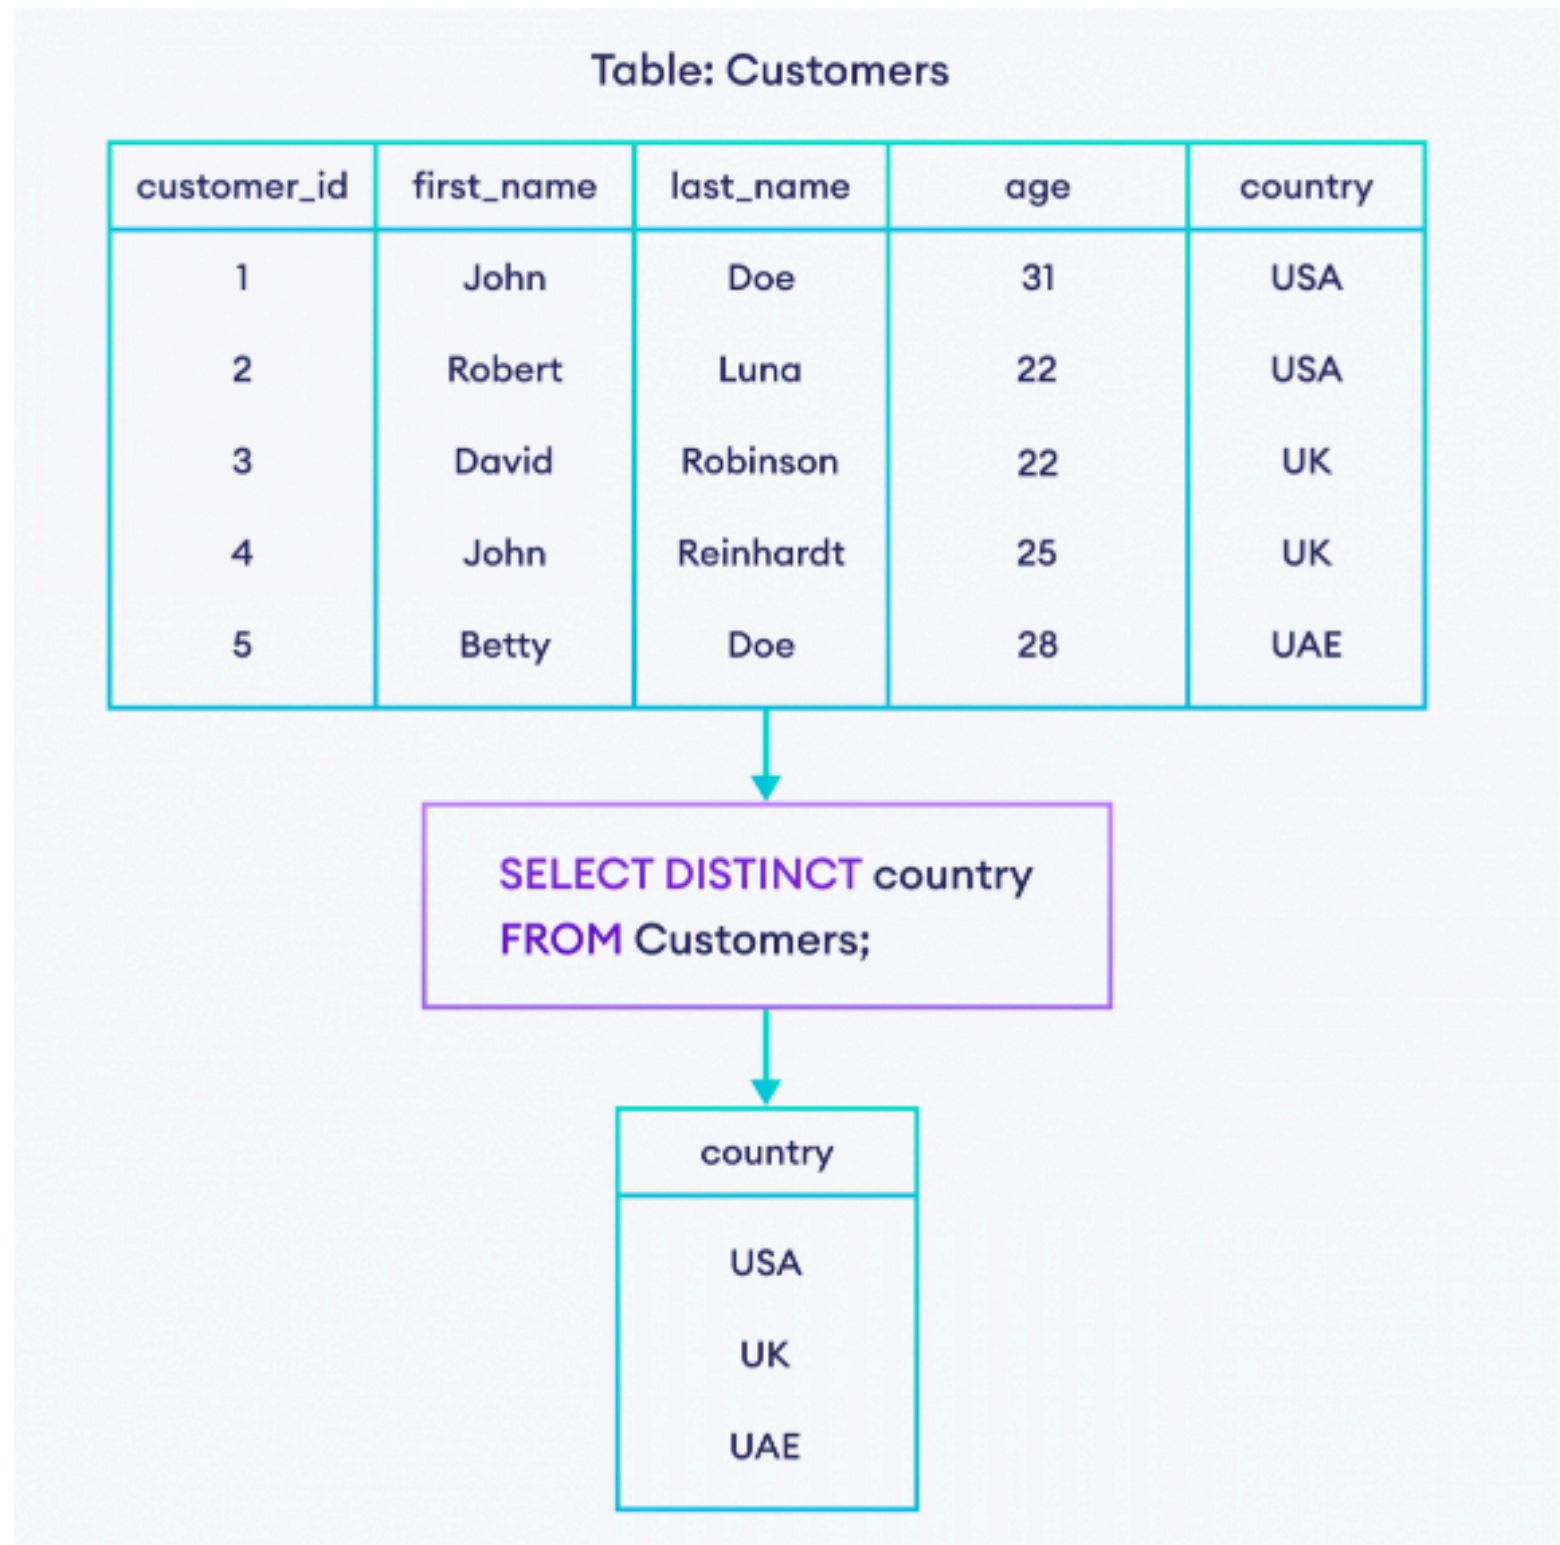 Table: Customers
customer_id first_name last_name age country
1 John Doe 31 USA
2 Robert Luna 22 USA
3 David Robinson 22 UK
4 John Reinhardt 25 UK
5 Betty Doe 28 UAE
SELECT DISTINCT country
FROM Customers;
country
USA
UK
UAE